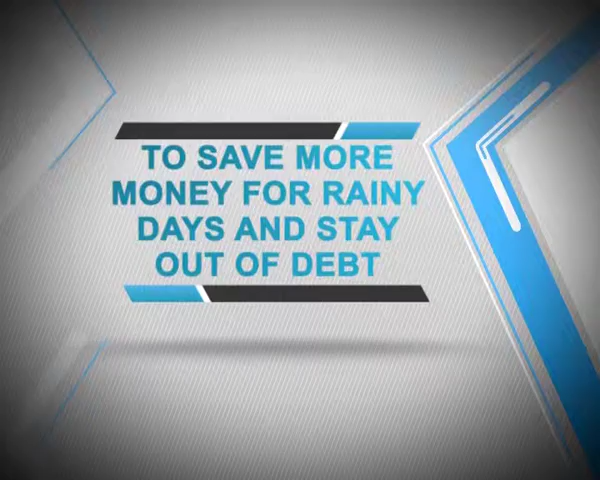 TO SAVE MORE
MONEY FOR RAINY
DAYS AND STAY
OUT OF DEBT